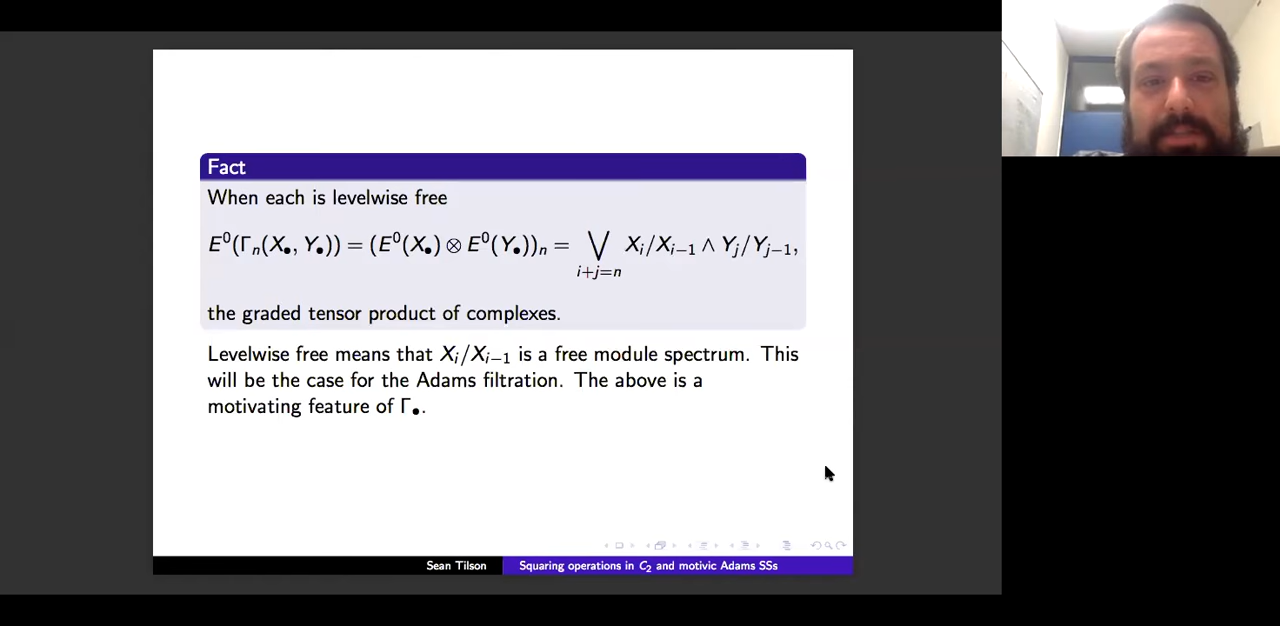 Fact
When each is levelwise free
E⁰(Γₙ(X•, Y•)) = (E⁰(X•) ⊗ E⁰(Y•))ₙ = ⋁ Xᵢ/Xᵢ₋₁ ∧ Yⱼ/Yⱼ₋₁,
i+j=n
the graded tensor product of complexes.
Levelwise free means that Xᵢ/Xᵢ₋₁ is a free module spectrum. This
will be the case for the Adams filtration. The above is a
motivating feature of Γ•.
Sean Tilson
Squaring operations in C₂ and motivic Adams SSs